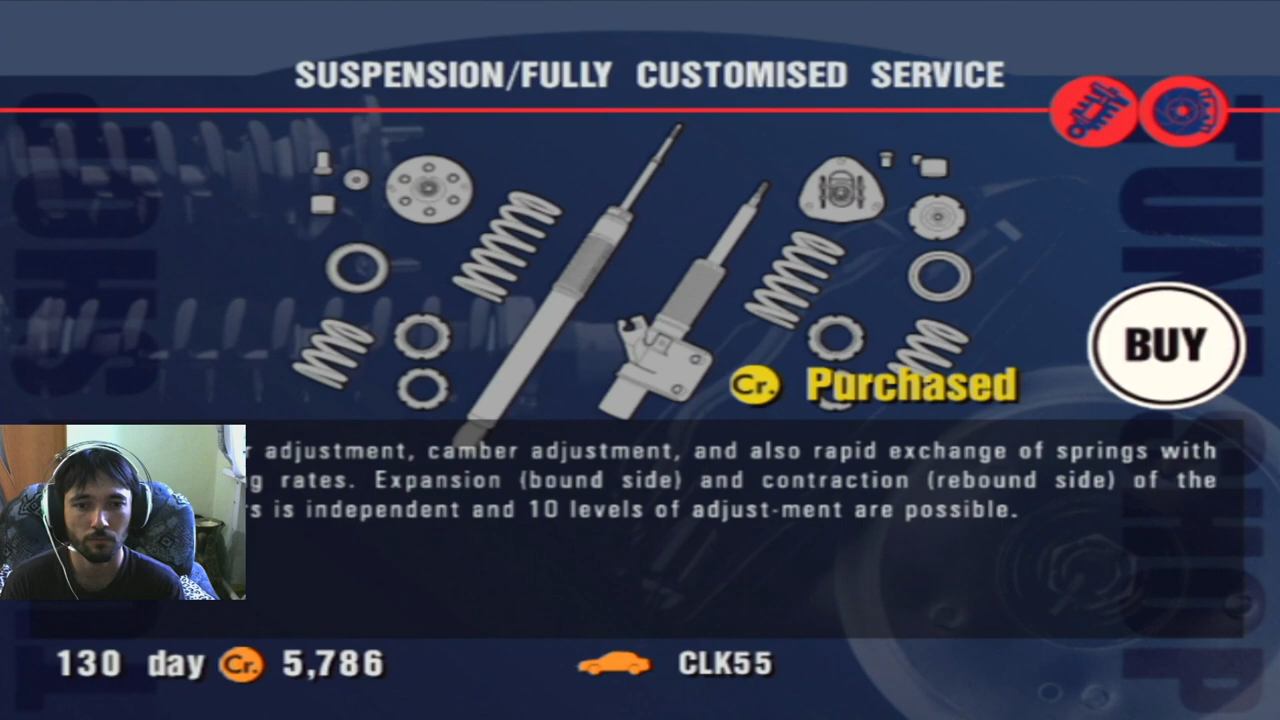 SUSPENSION/FULLY CUSTOMISED SERVICE
BUY
Cr. Purchased
adjustment, camber adjustment, and also rapid exchange of springs with
rates. Expansion (bound side) and contraction (rebound side) of the
is independent and 10 levels of adjust-ment are possible.
130 day Cr. 5,786
CLK55
TUNE SHOP